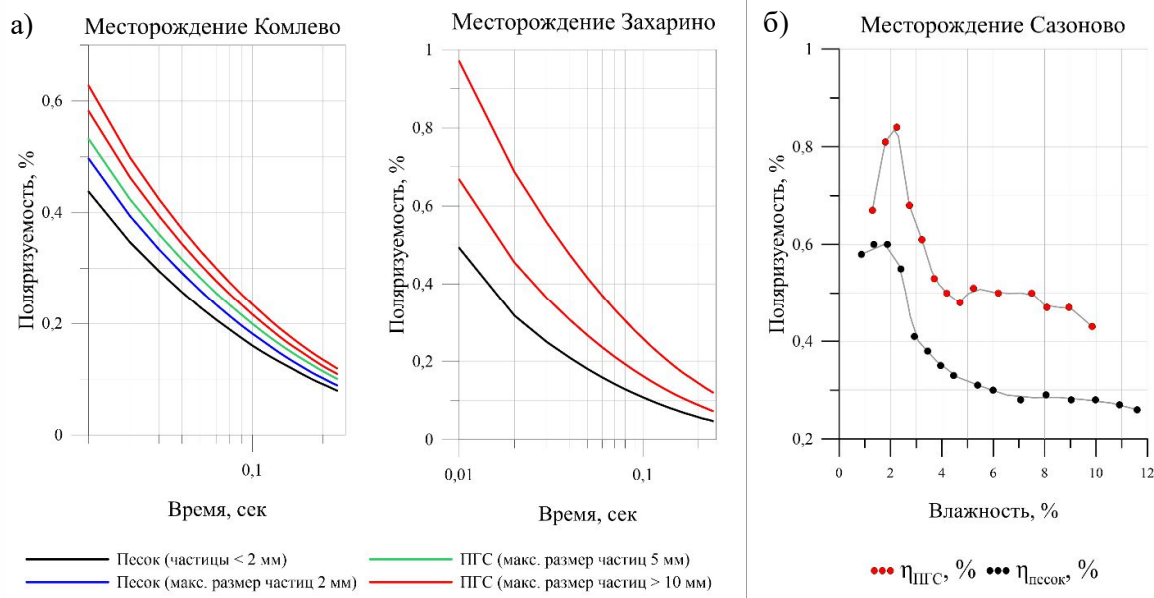 а)
Месторождение Комлево
Поляризуемость, %
0,6
0,4
0,2
0
0,1
Время, сек
Месторождение Захарино
Поляризуемость, %
1
0,8
0,6
0,4
0,2
0
0,01
0,1
Время, сек
Песок (частицы < 2 мм)
Песок (макс. размер частиц 2 мм)
ПГС (макс. размер частиц 5 мм)
ПГС (макс. размер частиц > 10 мм)
б)
Месторождение Сазоново
Поляризуемость, %
1
0,8
0,6
0,4
0,2
0
2
4
6
8
10
12
Влажность, %
ηПГС, %
ηпесок, %